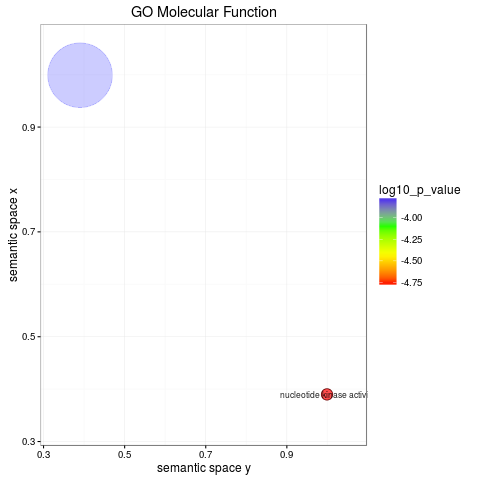 GO Molecular Function
semantic space x
0.9
0.7
0.5
0.3
nucleotide kinase activi
0.3
0.5
0.7
0.9
semantic space y
log10_p_value
-4.00
-4.25
-4.50
-4.75